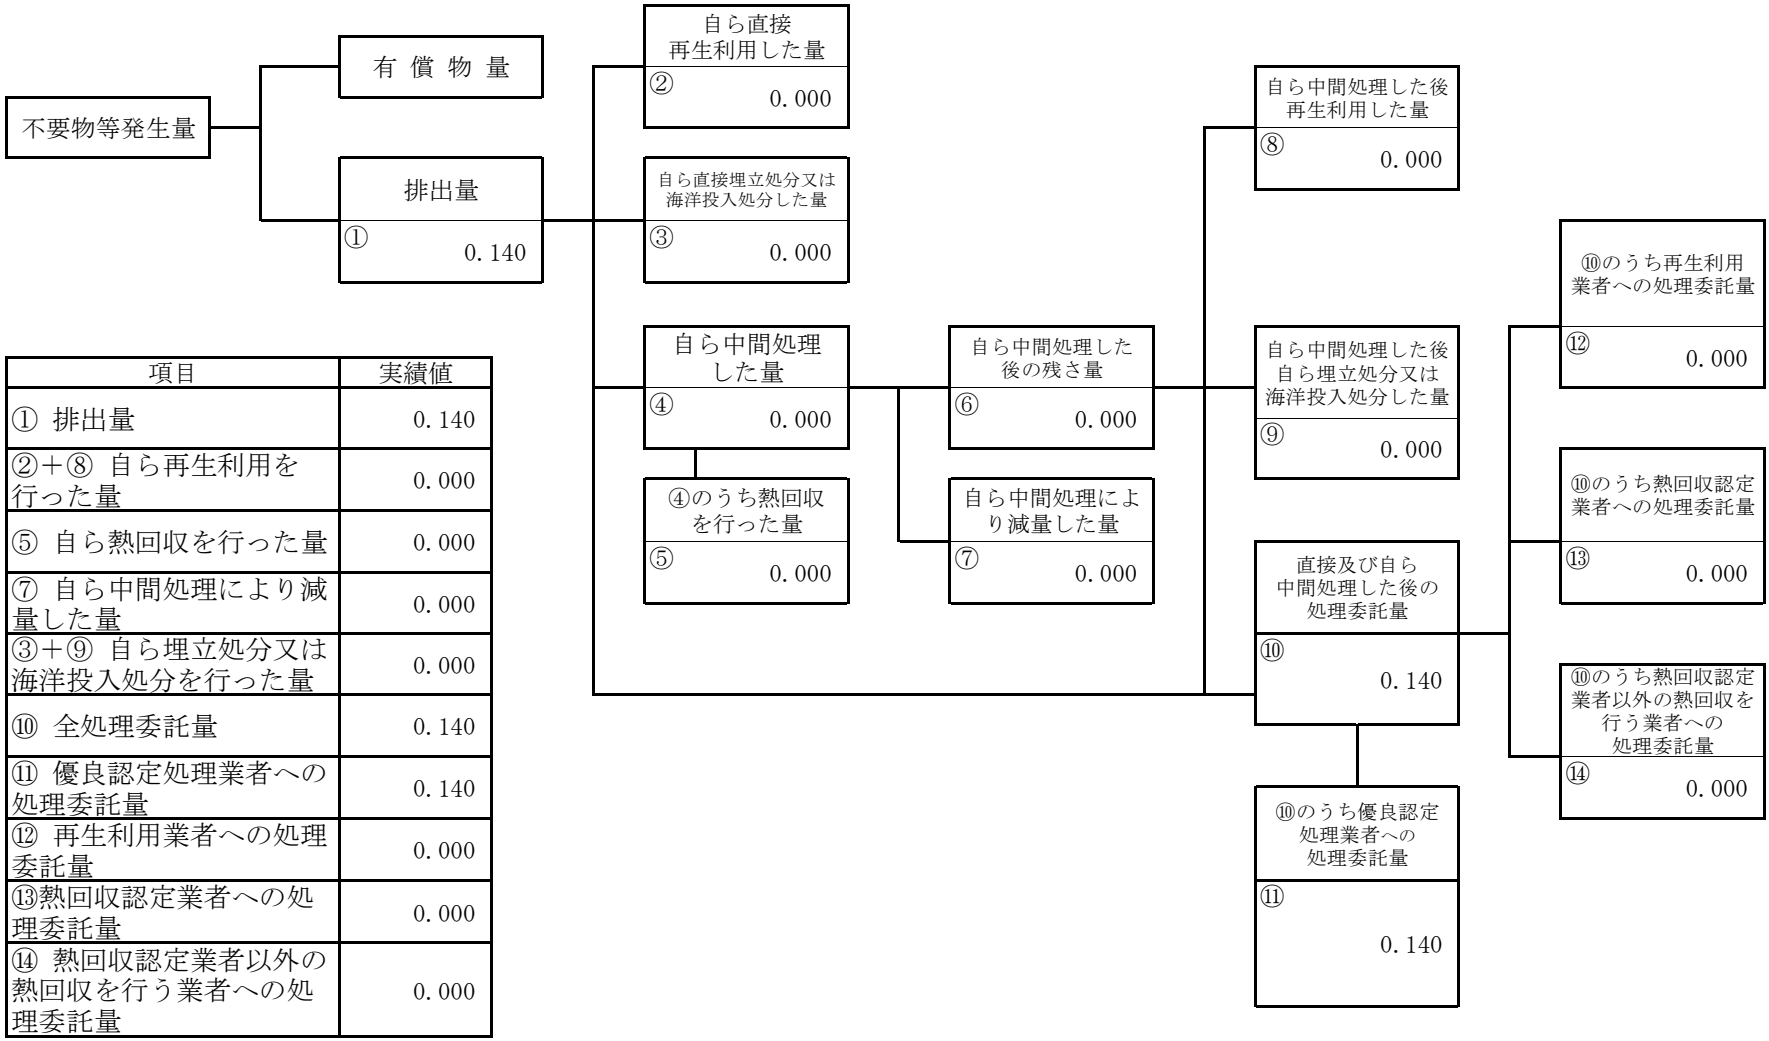 不要物等発生量
有償物量
排出量
①
0.140
自ら直接
再生利用した量
②
0.000
自ら直接埋立処分又は
海洋投入処分した量
③
0.000
自ら中間処理
した量
④
0.000
④のうち熱回収
を行った量
⑤
0.000
自ら中間処理した
後の残さ量
⑥
0.000
自ら中間処理によ
り減量した量
⑦
0.000
自ら中間処理した後
再生利用した量
⑧
0.000
自ら中間処理した後
自ら埋立処分又は
海洋投入処分した量
⑨
0.000
直接及び自ら
中間処理した後の
処理委託量
⑩
0.140
⑩のうち優良認定
処理業者への
処理委託量
⑪
0.140
⑩のうち再生利用
業者への処理委託量
⑫
0.000
⑩のうち熱回収認定
業者への処理委託量
⑬
0.000
⑩のうち熱回収認定
業者以外の熱回収を
行う業者への
処理委託量
⑭
0.000
項目 実績値
① 排出量 0.140
②＋⑧ 自ら再生利用を
行った量 0.000
⑤ 自ら熱回収を行った量 0.000
⑦ 自ら中間処理により減
量した量 0.000
③＋⑨ 自ら埋立処分又は
海洋投入処分を行った量 0.000
⑩ 全処理委託量 0.140
⑪ 優良認定処理業者への
処理委託量 0.140
⑫ 再生利用業者への処理
委託量 0.000
⑬熱回収認定業者への処
理委託量 0.000
⑭ 熱回収認定業者以外の
熱回収を行う業者への処
理委託量 0.000